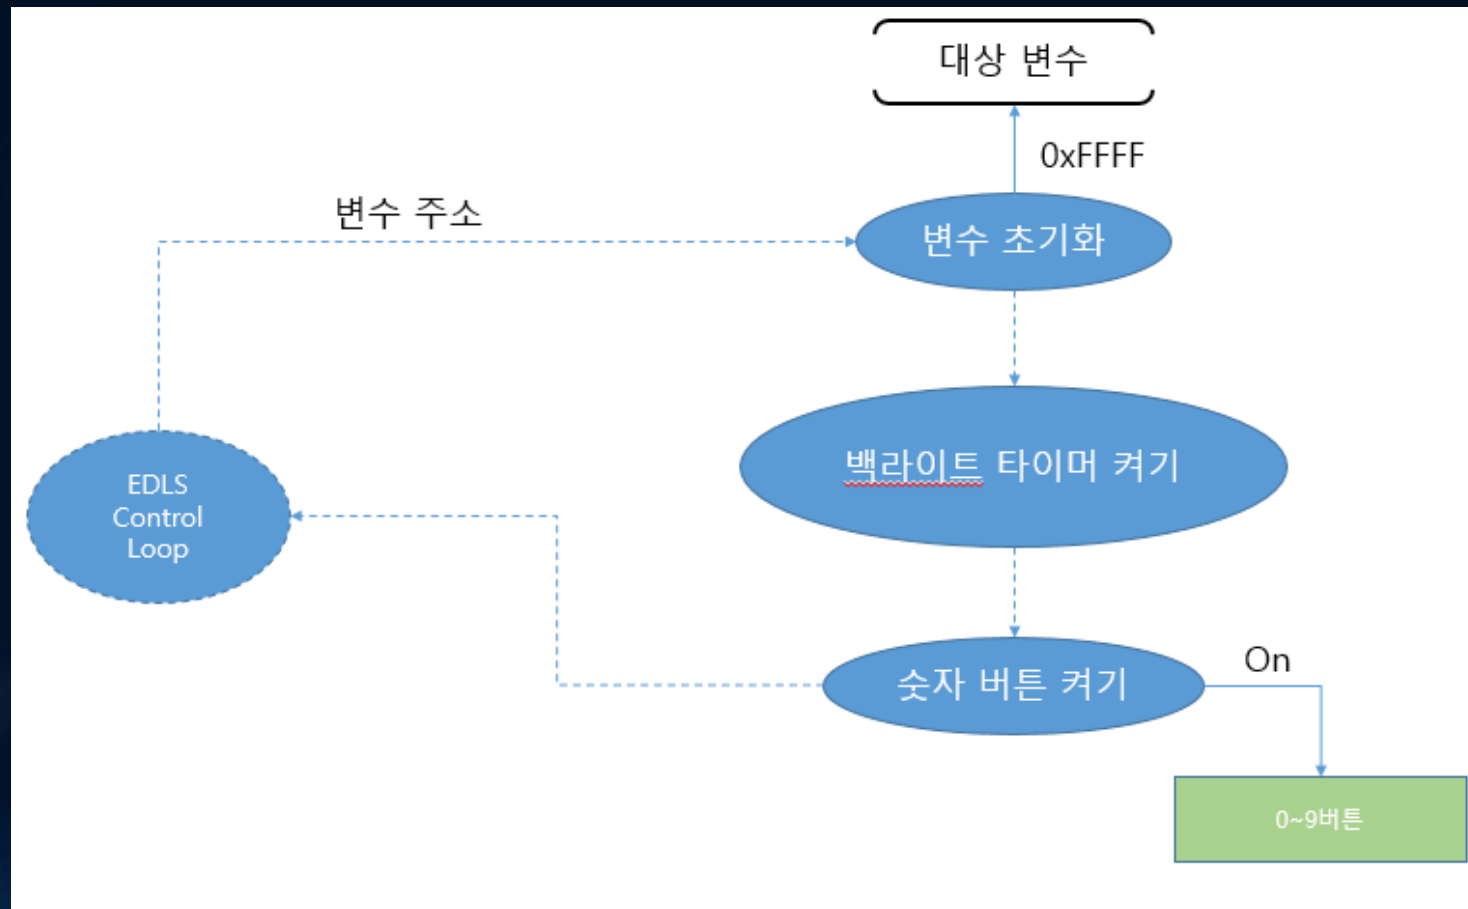 대상 변수
0xFFFF
변수 주소
변수 초기화
백라이트 타이머 켜기
EDLS
Control
Loop
숫자 버튼 켜기
On
0~9버튼